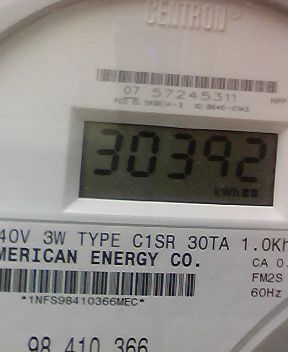 CENTRON®
07 57245311
30392
kWh
40V 3W TYPE C1SR 30TA 1.0Kh
MERICAN ENERGY CO.
CA 0.
FM2S
60Hz
*1NFS98410366MEC*
98 410 366